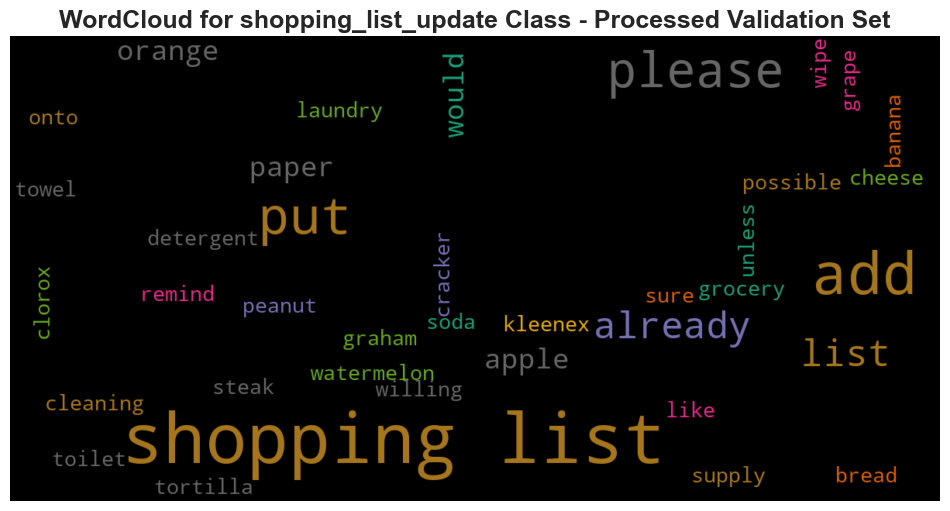 WordCloud for shopping_list_update Class - Processed Validation Set
orange
please
wipe
grape
would
laundry
onto
banana
paper
possible
cheese
towel
put
unless
detergent
add
cracker
clorox
remind
peanut
sure
grocery
soda
kleenex
already
graham
list
apple
watermelon
steak
willing
cleaning
like
shopping list
toilet
supply
bread
tortilla